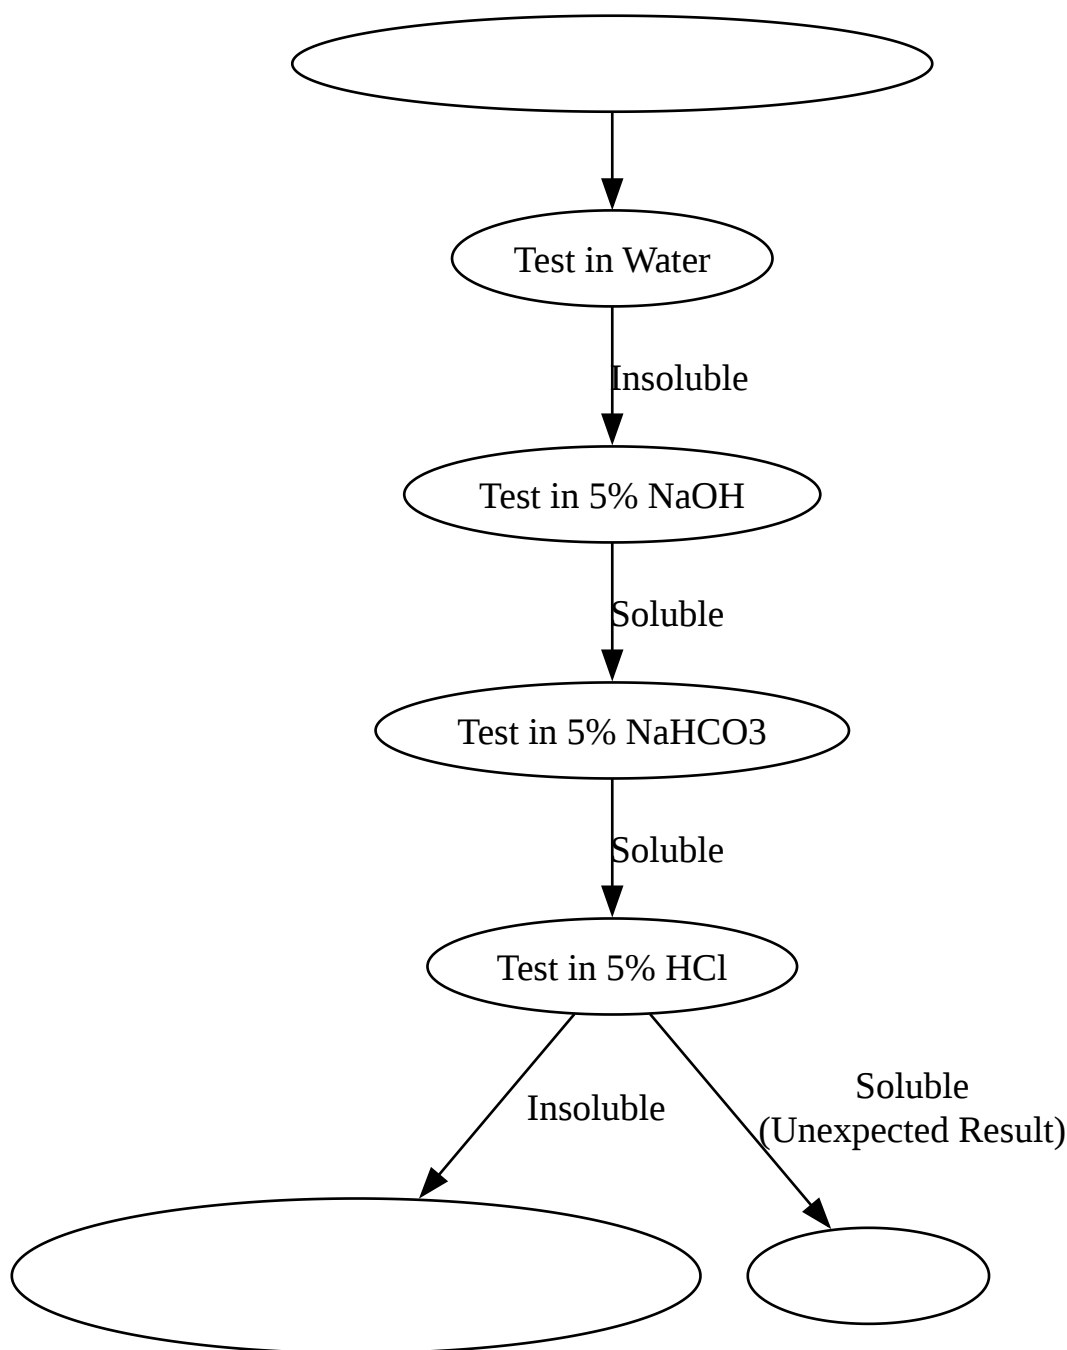 Test in Water
Insoluble
Test in 5% NaOH
Soluble
Test in 5% NaHCO3
Soluble
Test in 5% HCl
Insoluble
Soluble
(Unexpected Result)